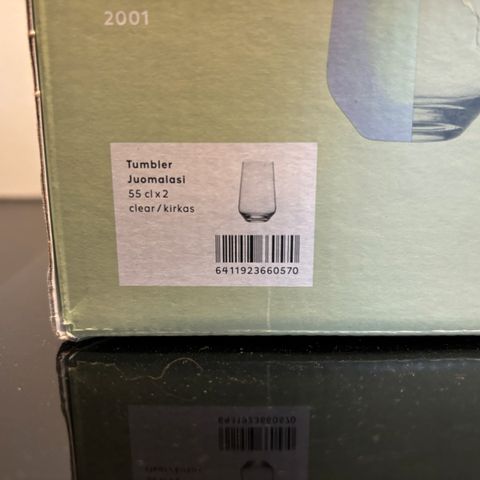 2001
Tumbler
Juomalasi
55 cl x 2
clear/kirkas
6411923660570